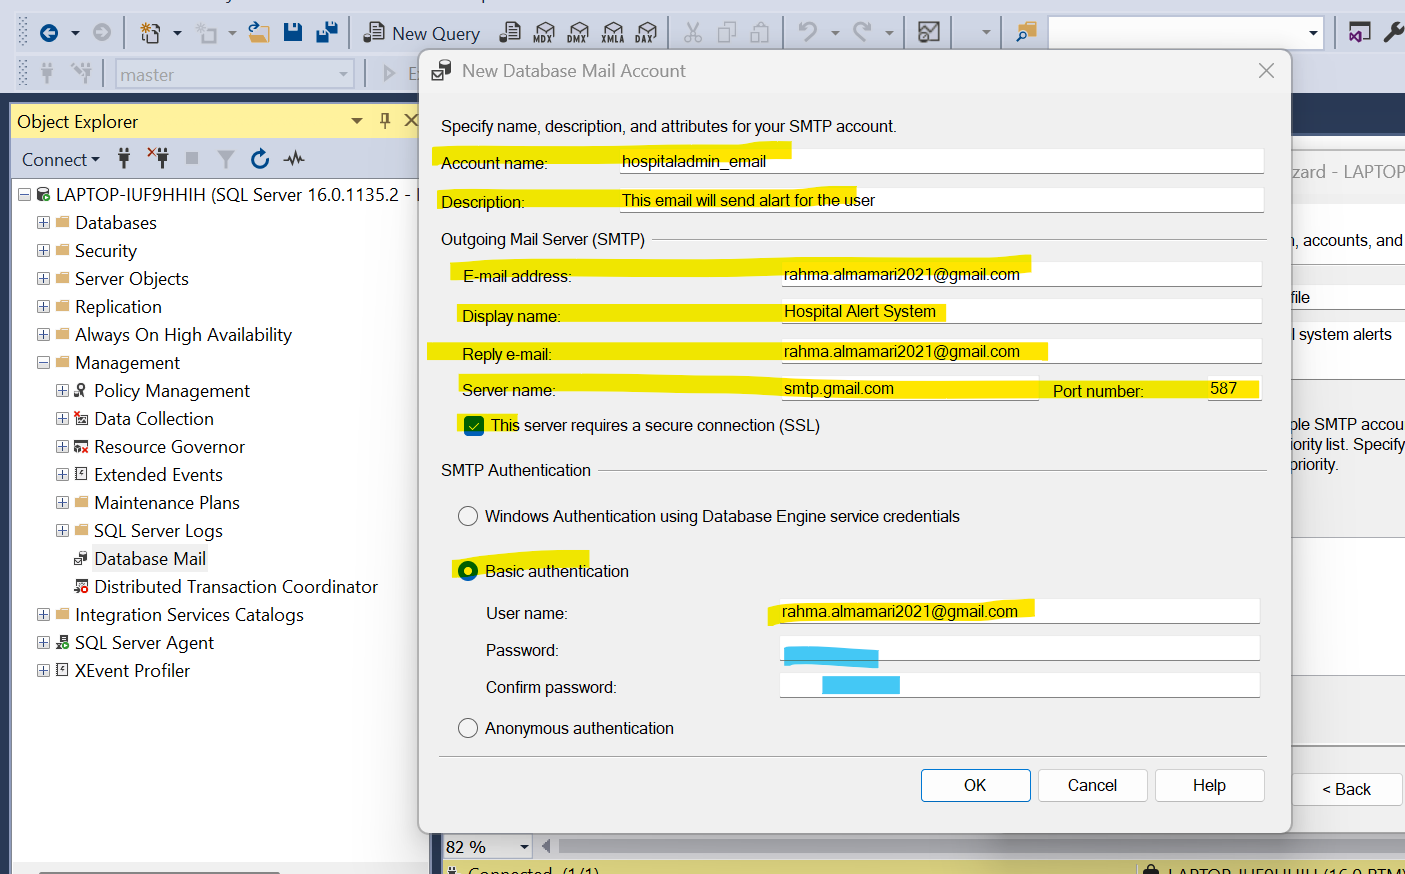 New Query
MDX
DMX
XMLA
DAX
master
New Database Mail Account
Object Explorer
Connect
LAPTOP-IUF9HHIH (SQL Server 16.0.1135.2 -
Databases
Security
Server Objects
Replication
Always On High Availability
Management
Policy Management
Data Collection
Resource Governor
Extended Events
Maintenance Plans
SQL Server Logs
Database Mail
Distributed Transaction Coordinator
Integration Services Catalogs
SQL Server Agent
XEvent Profiler
Specify name, description, and attributes for your SMTP account.
Account name: hospitaladmin_email
Description: This email will send alart for the user
Outgoing Mail Server (SMTP)
E-mail address: rahma.almamari2021@gmail.com
Display name: Hospital Alert System
Reply e-mail: rahma.almamari2021@gmail.com
Server name: smtp.gmail.com Port number: 587
This server requires a secure connection (SSL)
SMTP Authentication
Windows Authentication using Database Engine service credentials
Basic authentication
User name: rahma.almamari2021@gmail.com
Password:
Confirm password:
Anonymous authentication
OK Cancel Help
zard - LAPTOP
, accounts, and
file
system alerts
ple SMTP accou
iority list. Specify
priority.
< Back
82 %
Connected. (1/1)